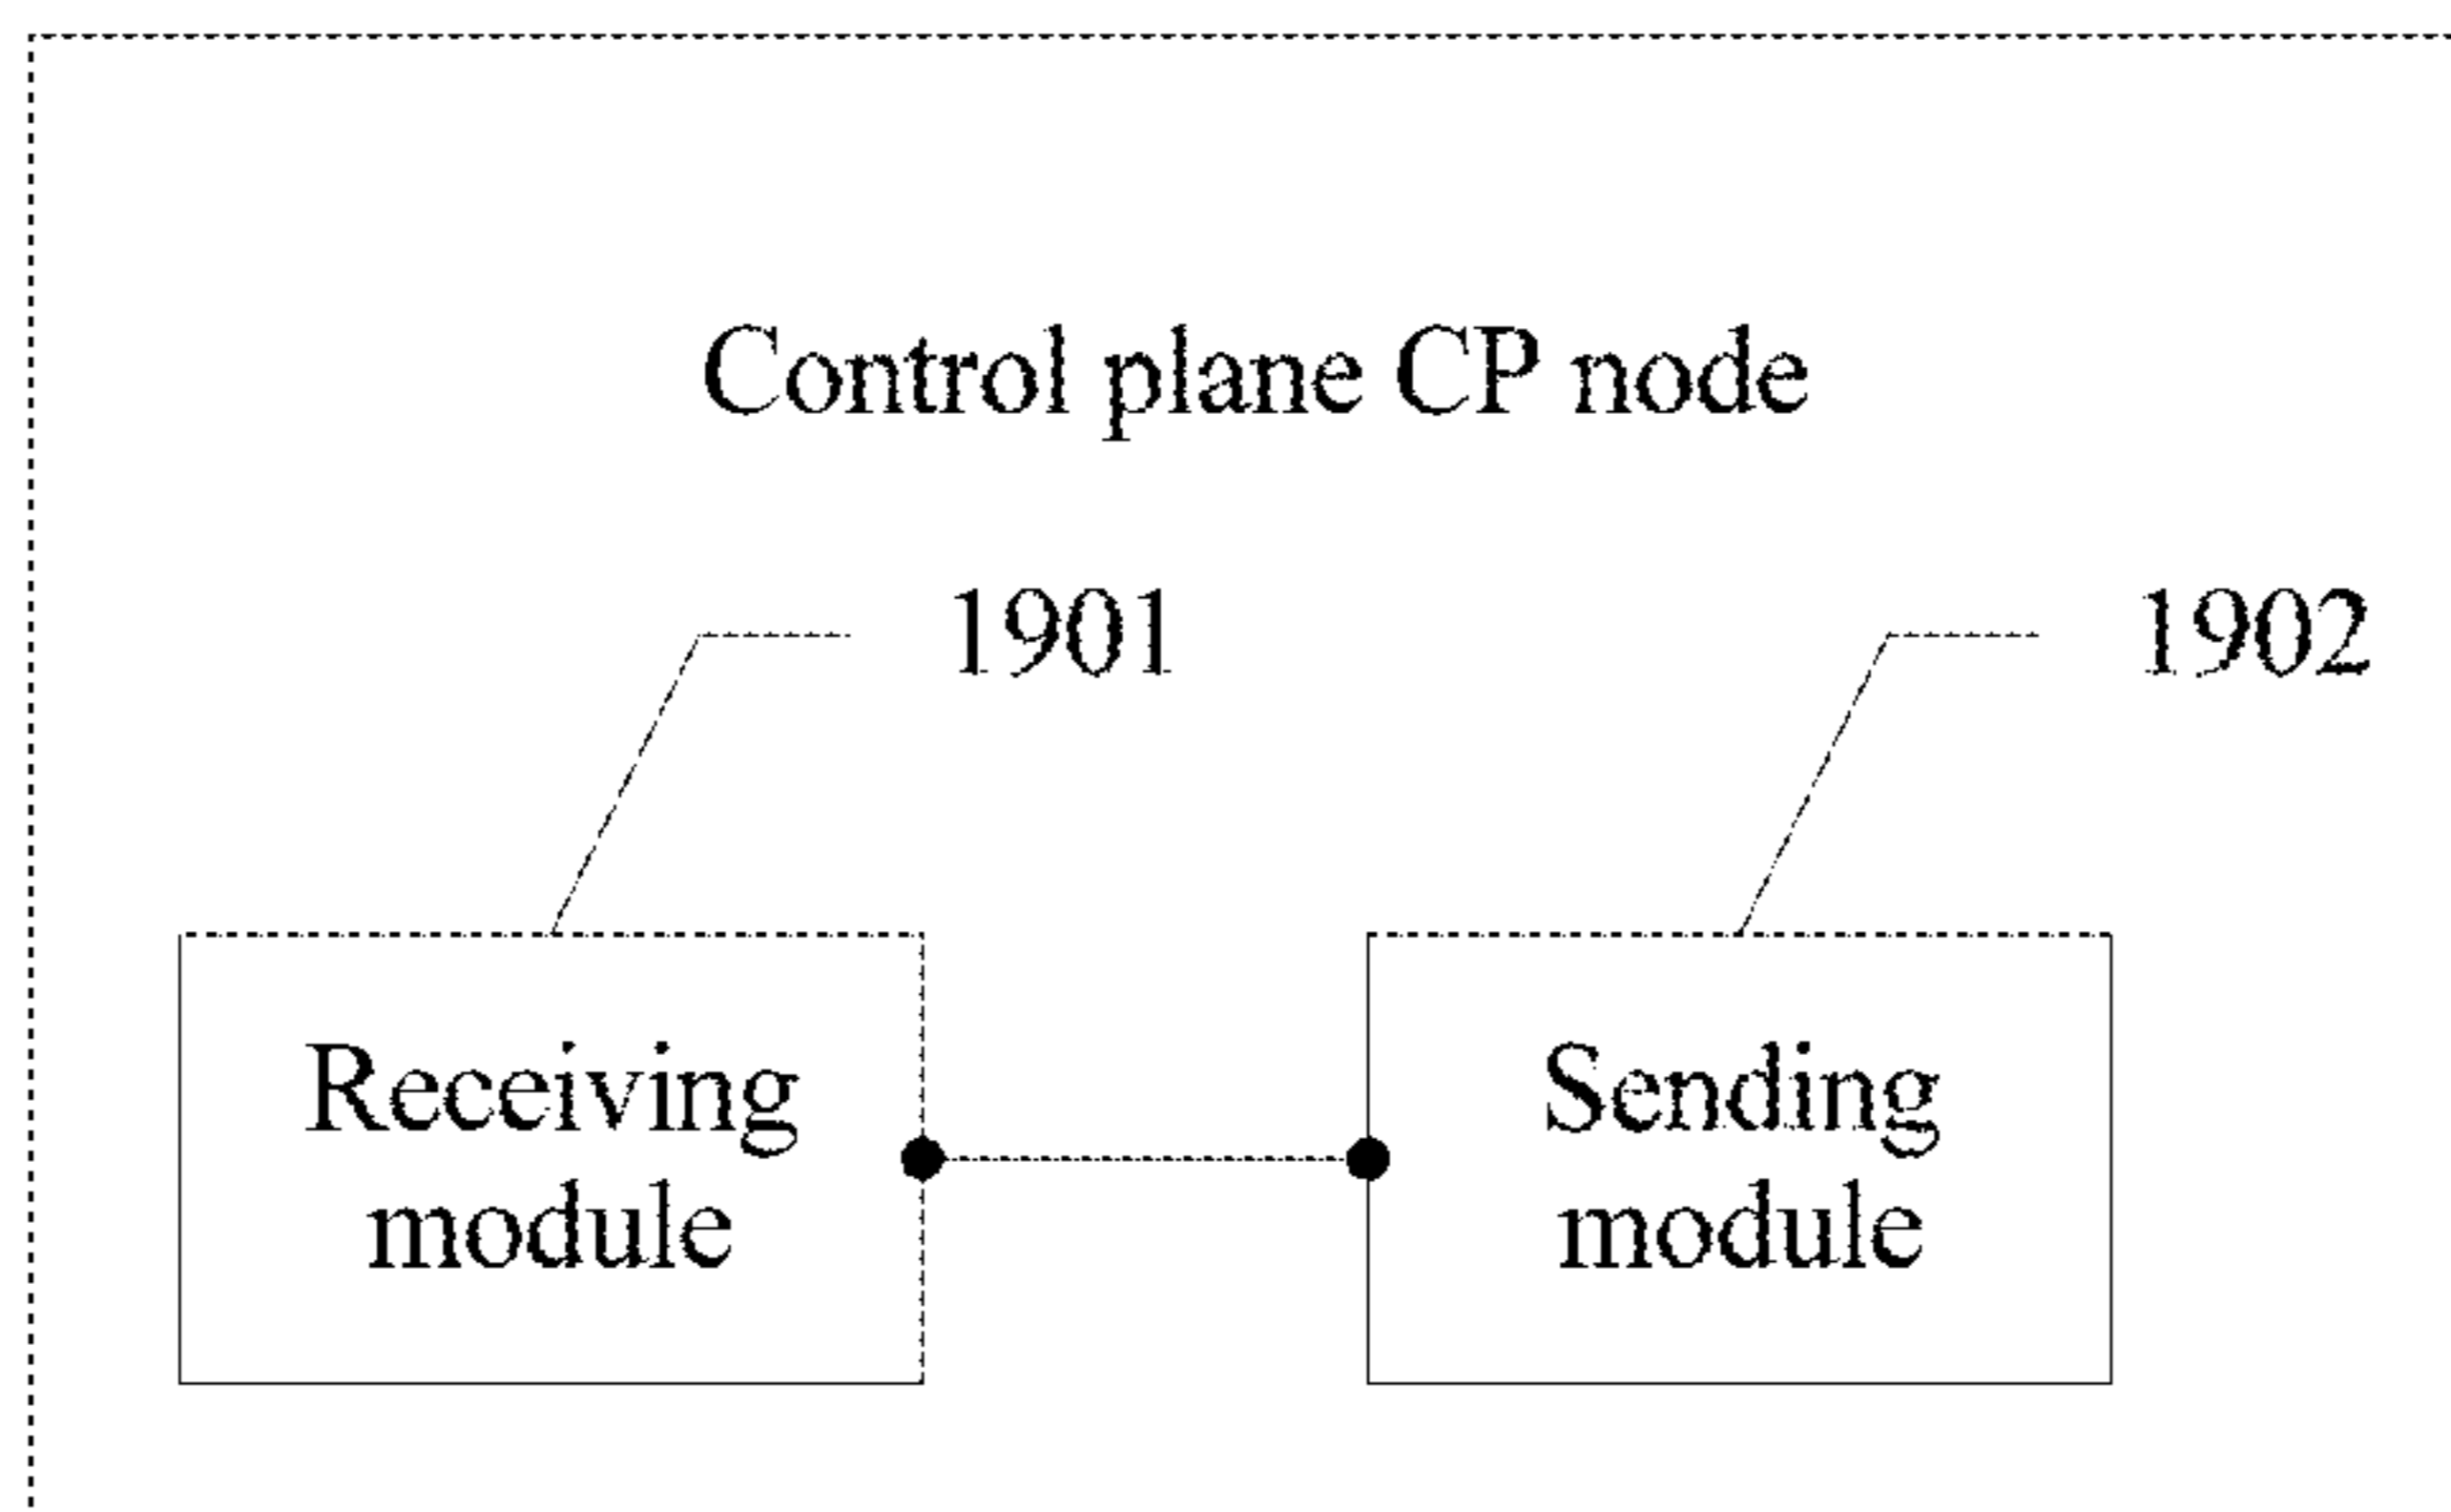 Control plane CP node
1901
1902
Receiving
module
Sending
module